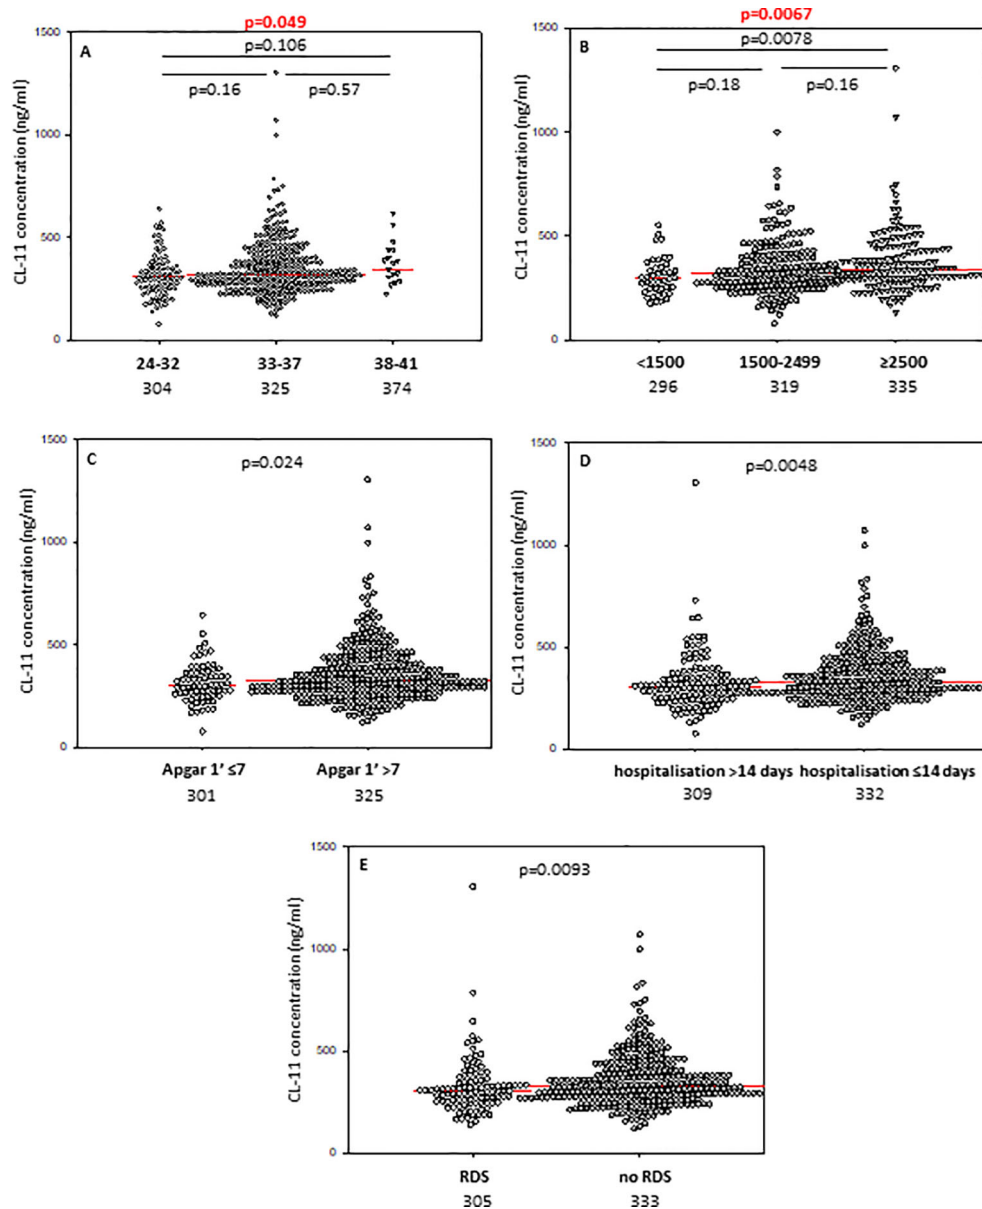 p=0.049
A
p=0.106
p=0.16 p=0.57
CL-11 concentration (ng/ml)
1500
1000
500
0
24-32 33-37 38-41
304 325 374
p=0.0067
B
p=0.0078
p=0.18 p=0.16
CL-11 concentration (ng/ml)
1500
1000
500
0
<1500 1500-2499 ≥2500
296 319 335
C
p=0.024
CL-11 concentration (ng/ml)
1500
1000
500
0
Apgar 1' ≤7 Apgar 1' >7
301 325
D
p=0.0048
CL-11 concentration (ng/ml)
1500
1000
500
0
hospitalisation >14 days hospitalisation ≤14 days
309 332
E
p=0.0093
CL-11 concentration (ng/ml)
1500
1000
500
0
RDS no RDS
305 333